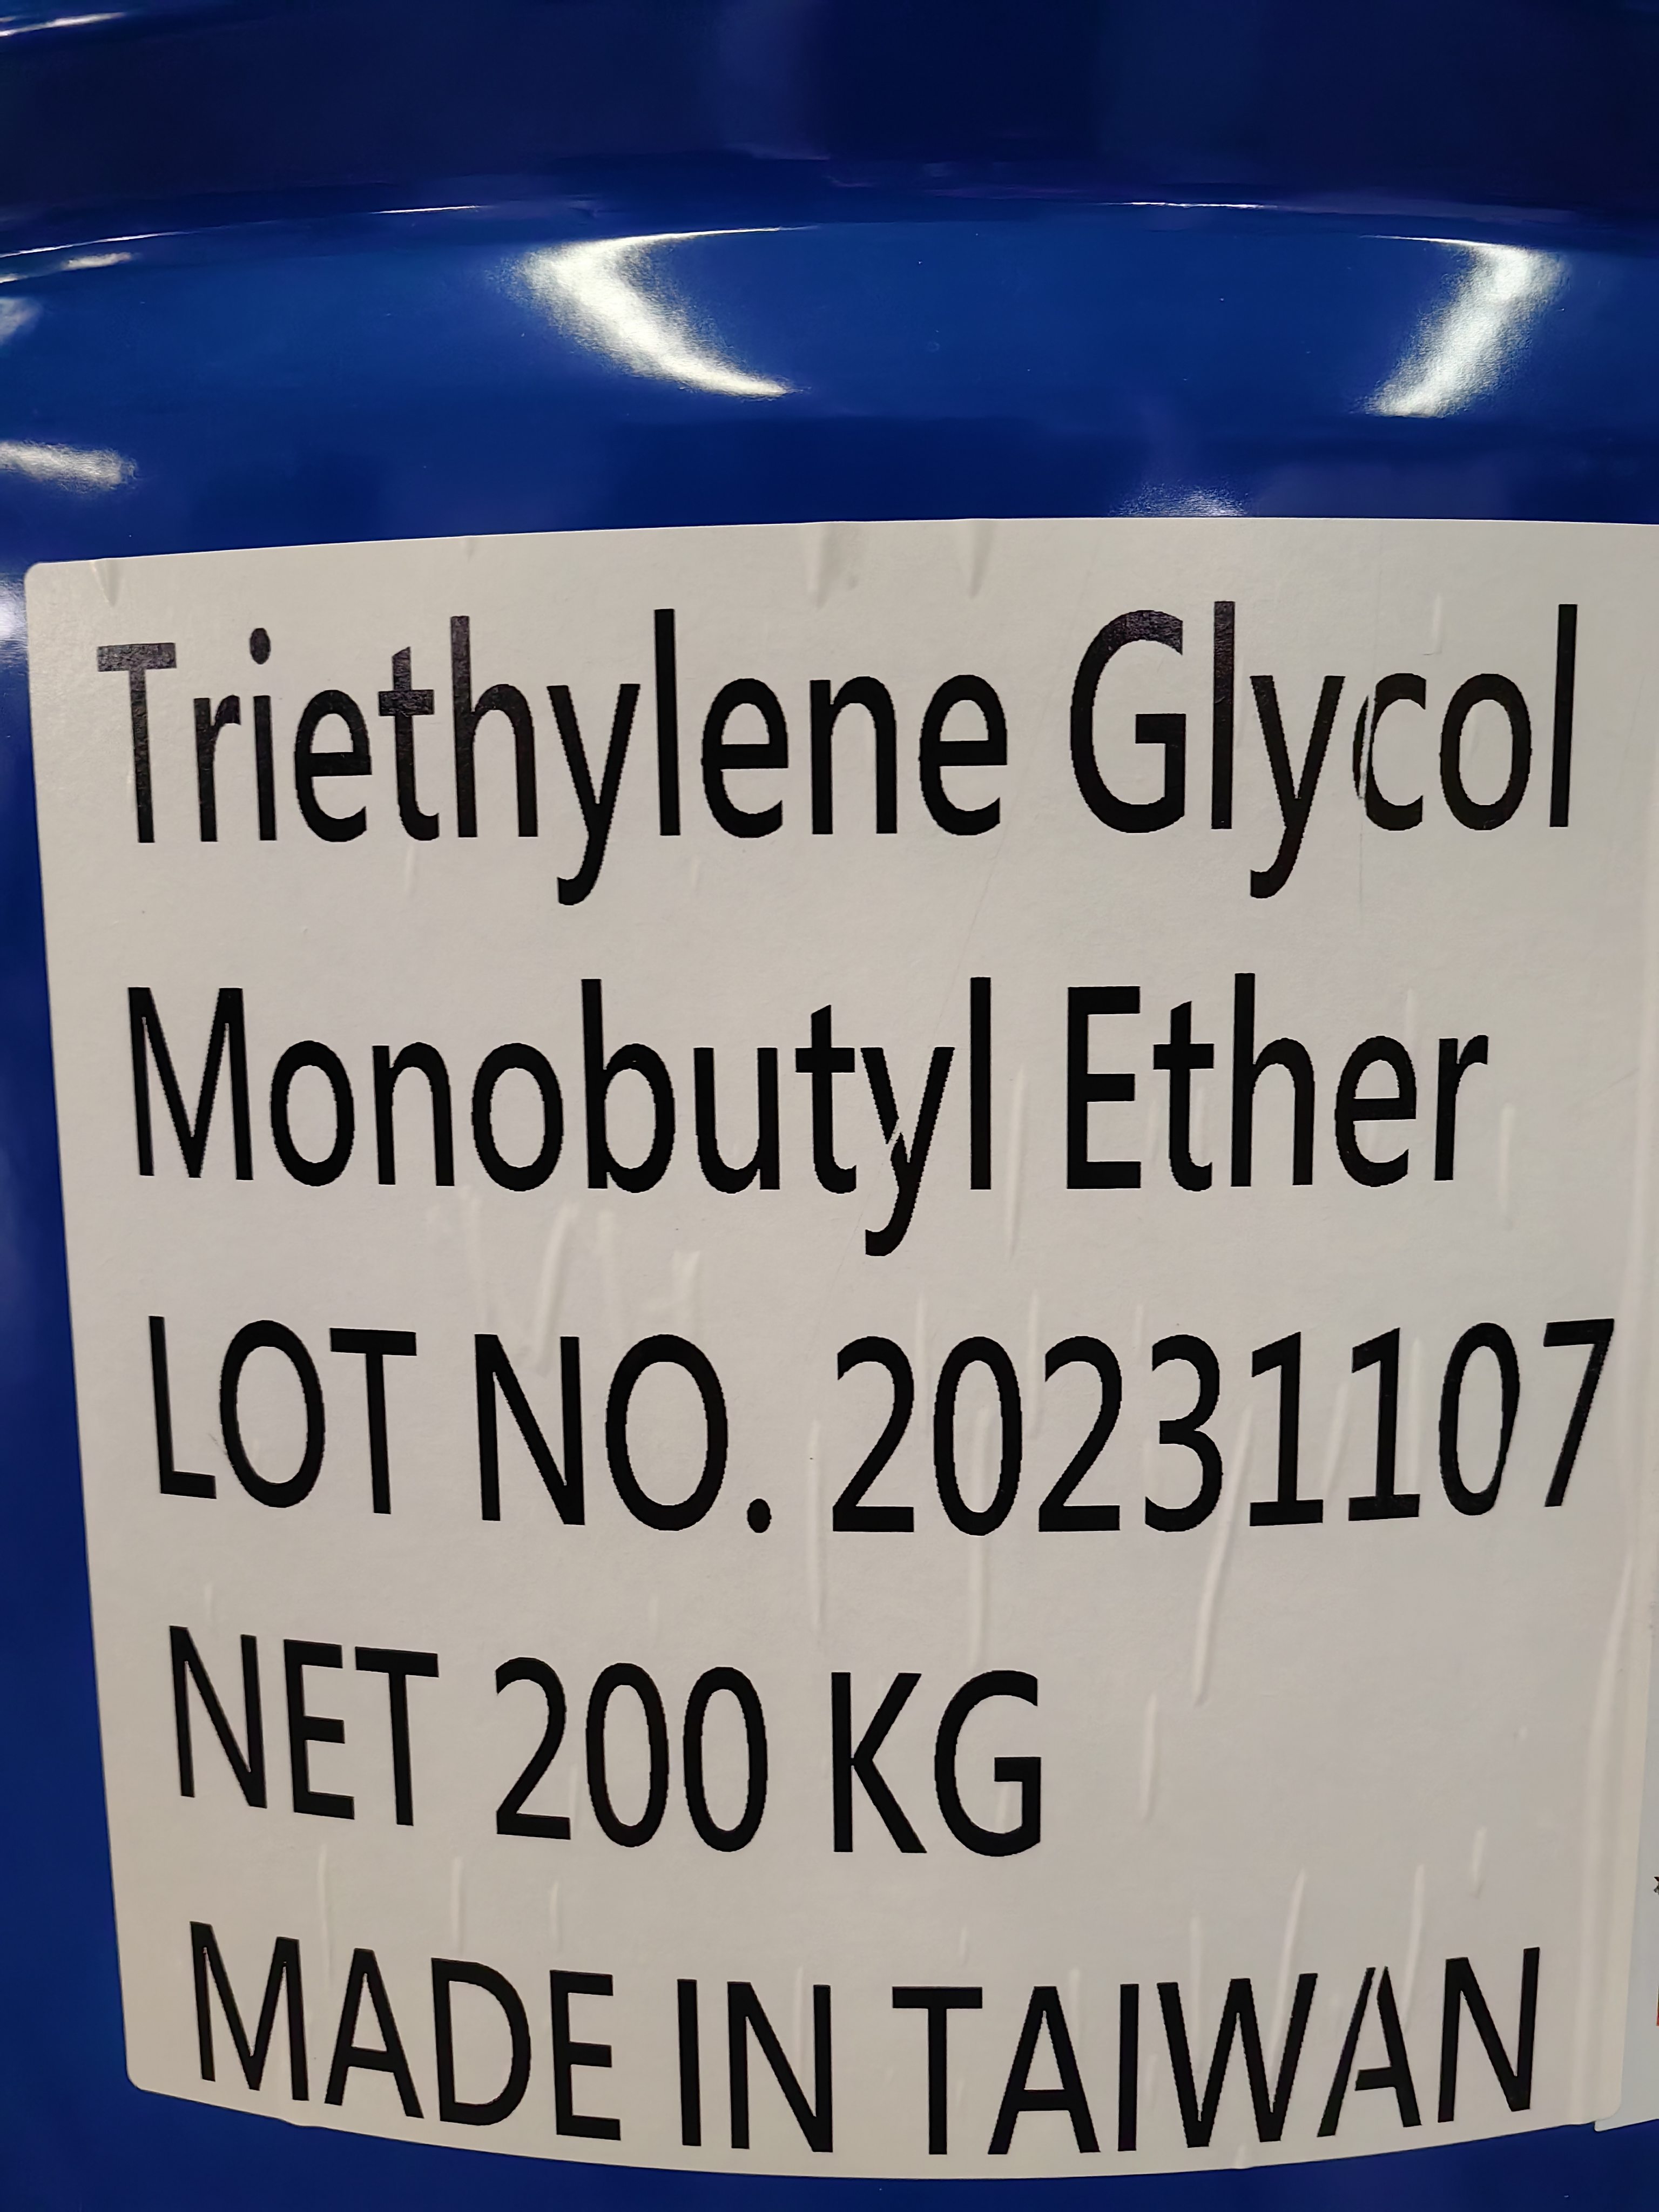 Triethylene Glycol
Monobutyl Ether
LOT NO. 20231107
NET 200 KG
MADE IN TAIWAN